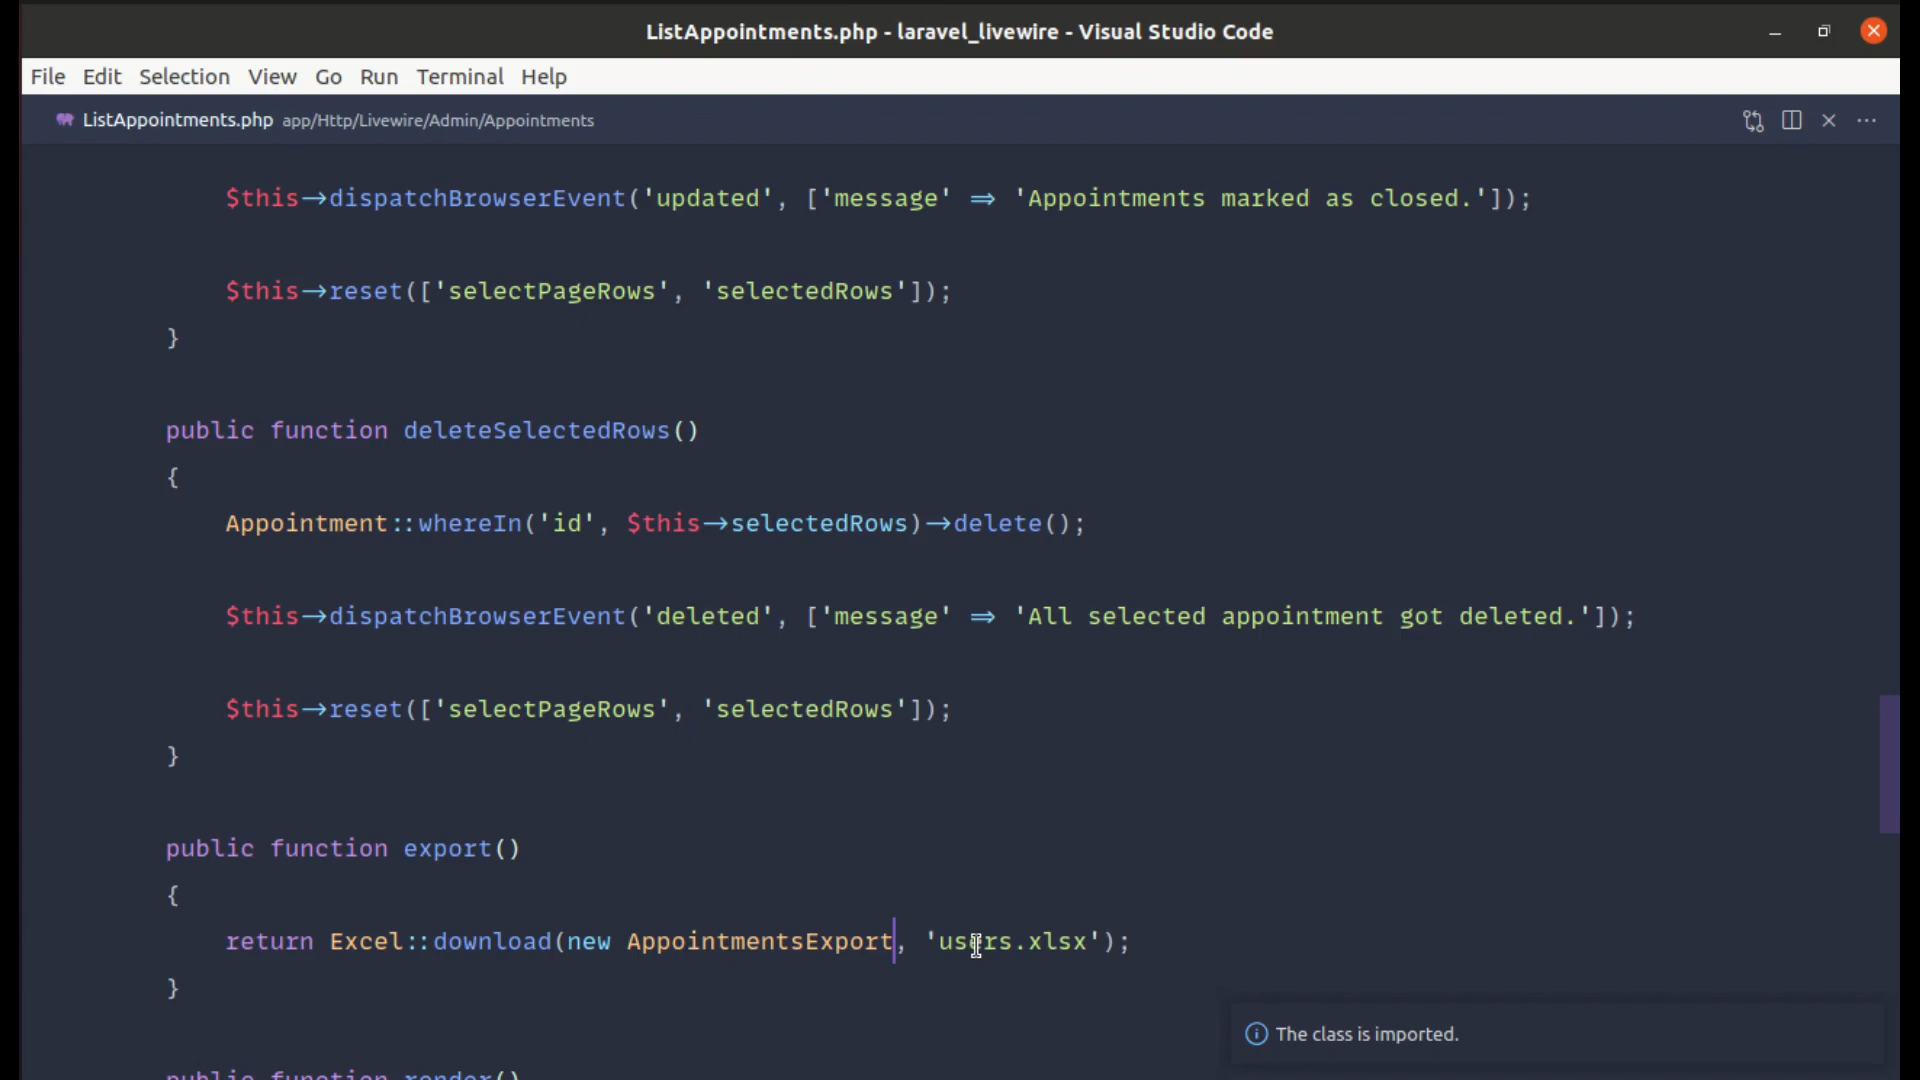 ListAppointments.php - laravel_livewire - Visual Studio Code
File Edit Selection View Go Run Terminal Help
ListAppointments.php app/Http/Livewire/Admin/Appointments
$this->dispatchBrowserEvent('updated', ['message' => 'Appointments marked as closed.']);
$this->reset(['selectPageRows', 'selectedRows']);
}
public function deleteSelectedRows()
{
Appointment::whereIn('id', $this->selectedRows)->delete();
$this->dispatchBrowserEvent('deleted', ['message' => 'All selected appointment got deleted.']);
$this->reset(['selectPageRows', 'selectedRows']);
}
public function export()
{
return Excel::download(new AppointmentsExport, 'users.xlsx');
}
The class is imported.
public function render()